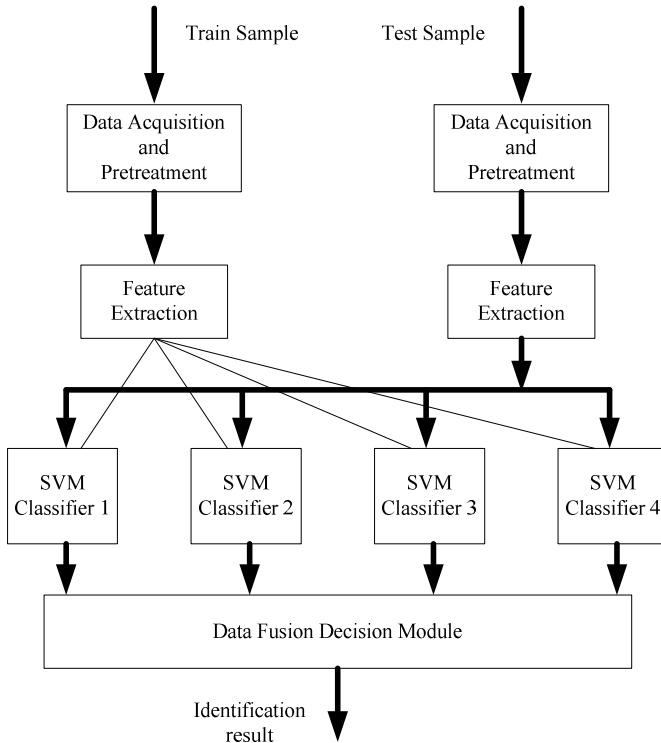 Train Sample
Test Sample
Data Acquisition
and
Pretreatment
Data Acquisition
and
Pretreatment
Feature
Extraction
Feature
Extraction
SVM
Classifier 1
SVM
Classifier 2
SVM
Classifier 3
SVM
Classifier 4
Data Fusion Decision Module
Identification
result